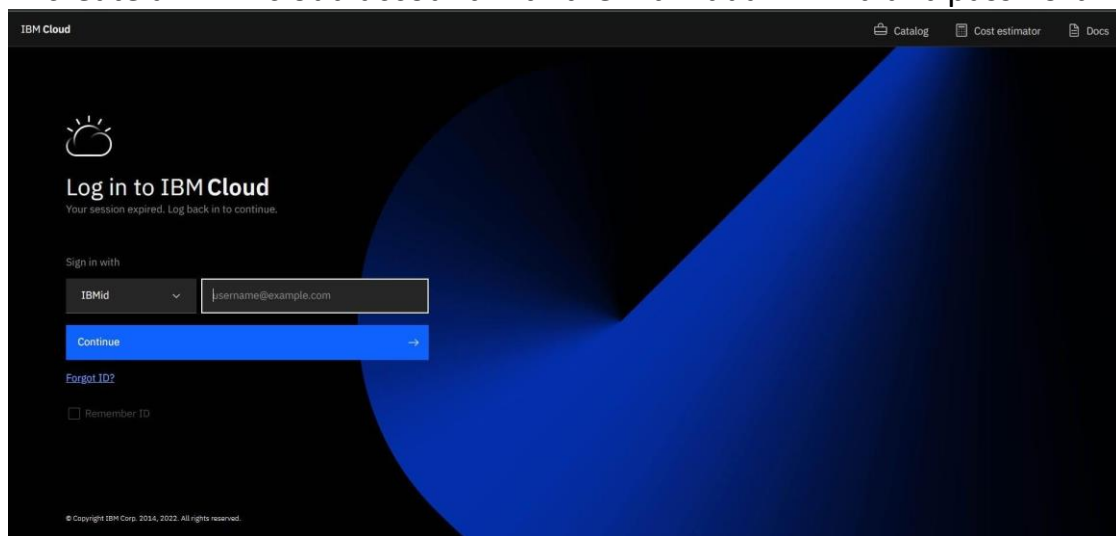 IBM Cloud
Catalog Cost estimator Docs
Log in to IBM Cloud
Your session expired. Log back in to continue.
Sign in with
IBMid username@example.com
Continue
Forgot ID?
Remember ID
© Copyright IBM Corp. 2014, 2022. All rights reserved.